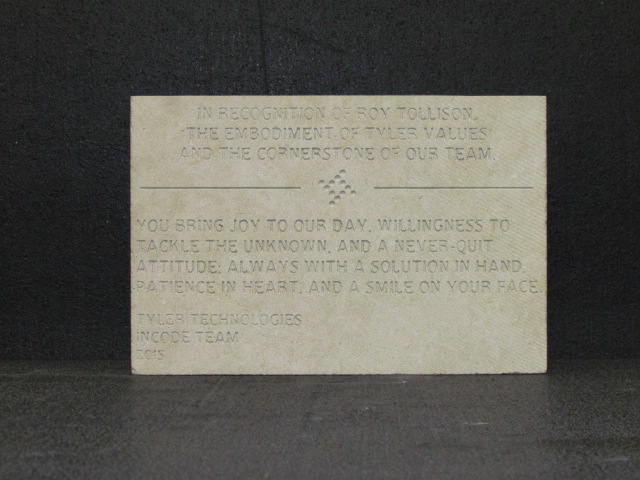 IN RECOGNITION OF ROY TOLLISON,
THE EMBODIMENT OF TYLER VALUES
AND THE CORNERSTONE OF OUR TEAM.
YOU BRING JOY TO OUR DAY, WILLINGNESS TO
TACKLE THE UNKNOWN, AND A NEVER-QUIT
ATTITUDE; ALWAYS WITH A SOLUTION IN HAND,
PATIENCE IN HEART, AND A SMILE ON YOUR FACE.
TYLER TECHNOLOGIES
INCODE TEAM
2015